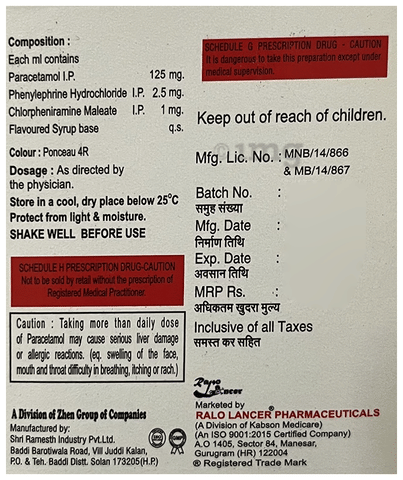 Composition :
Each ml contains
Paracetamol I.P. 125 mg.
Phenylephrine Hydrochloride I.P. 2.5 mg.
Chlorpheniramine Maleate I.P. 1 mg.
Flavoured Syrup base q.s.
Colour : Ponceau 4R
Dosage : As directed by
the physician.
Store in a cool, dry place below 25°C
Protect from light & moisture.
SHAKE WELL BEFORE USE
SCHEDULE H PRESCRIPTION DRUG-CAUTION
Not to be sold by retail without the prescription of
Registered Medical Practitioner.
Caution : Taking more than daily dose
of Paracetamol may cause serious liver damage
or allergic reactions. (eq. swelling of the face,
mouth and throat difficulty in breathing, itching or rach.)
A Division of Zhen Group of Companies
Manufactured by:
Shri Ramesth Industry Pvt.Ltd.
Baddi Barotiwala Road, Vill Juddi Kalan,
P.O. & Teh. Baddi Distt. Solan 173205(H.P.)
SCHEDULE G PRESCRIPTION DRUG - CAUTION
It is dangerous to take this preparation except under
medical supervision.
Keep out of reach of children.
1mg
Mfg. Lic. No. : MNB/14/866
& MB/14/867
Batch No. :
समुह संख्या
Mfg. Date :
निर्माण तिथि
Exp. Date :
अवसान तिथि
MRP Rs. :
अधिकतम खुदरा मुल्य
Inclusive of all Taxes
समस्त कर सहित
Ralo
Lancer
Marketed by
RALO LANCER PHARMACEUTICALS
(A Division of Kabson Medicare)
(An ISO 9001:2015 Certified Company)
A.O 1405, Sector 84, Manesar,
Gurugram (HR) 122004
® Registered Trade Mark